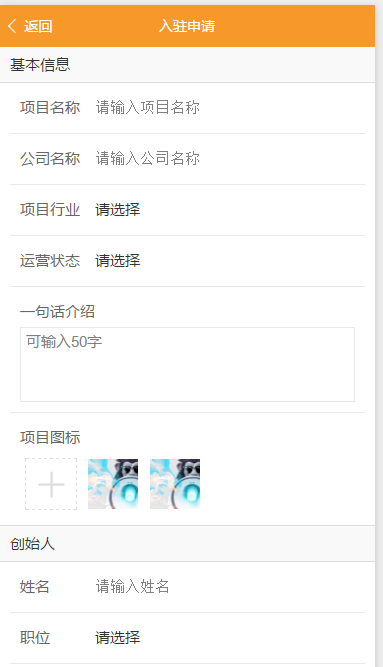 返回 入驻申请
基本信息
项目名称 请输入项目名称
公司名称 请输入公司名称
项目行业 请选择
运营状态 请选择
一句话介绍
可输入50字
项目图标
创始人
姓名 请输入姓名
职位 请选择